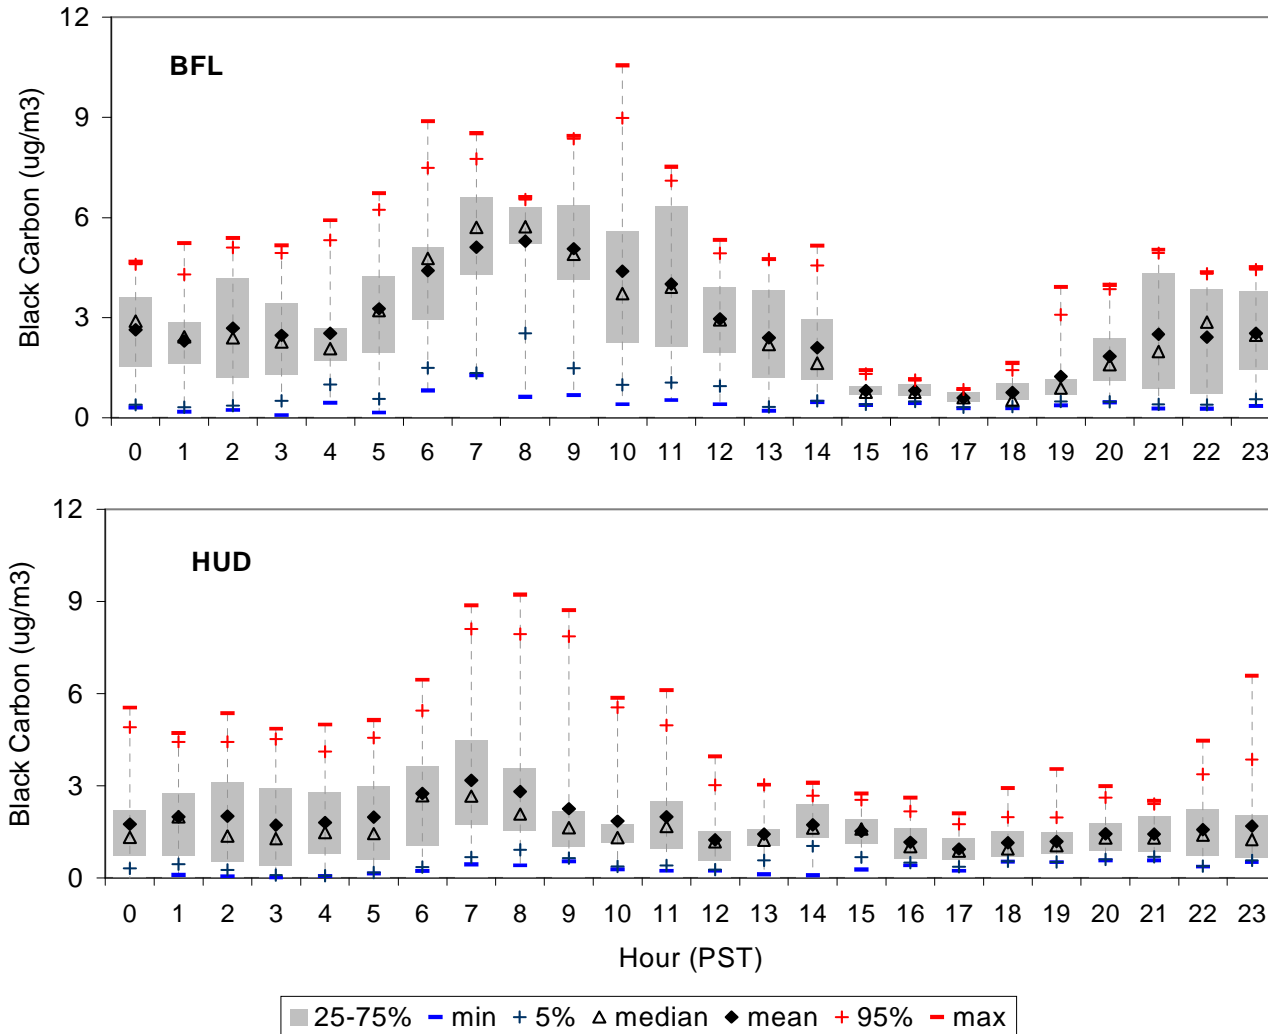 12
BFL
9
6
3
0
Black Carbon (ug/m3)
0 1 2 3 4 5 6 7 8 9 10 11 12 13 14 15 16 17 18 19 20 21 22 23
12
HUD
9
6
3
0
Black Carbon (ug/m3)
0 1 2 3 4 5 6 7 8 9 10 11 12 13 14 15 16 17 18 19 20 21 22 23
Hour (PST)
25-75% min 5% median mean 95% max